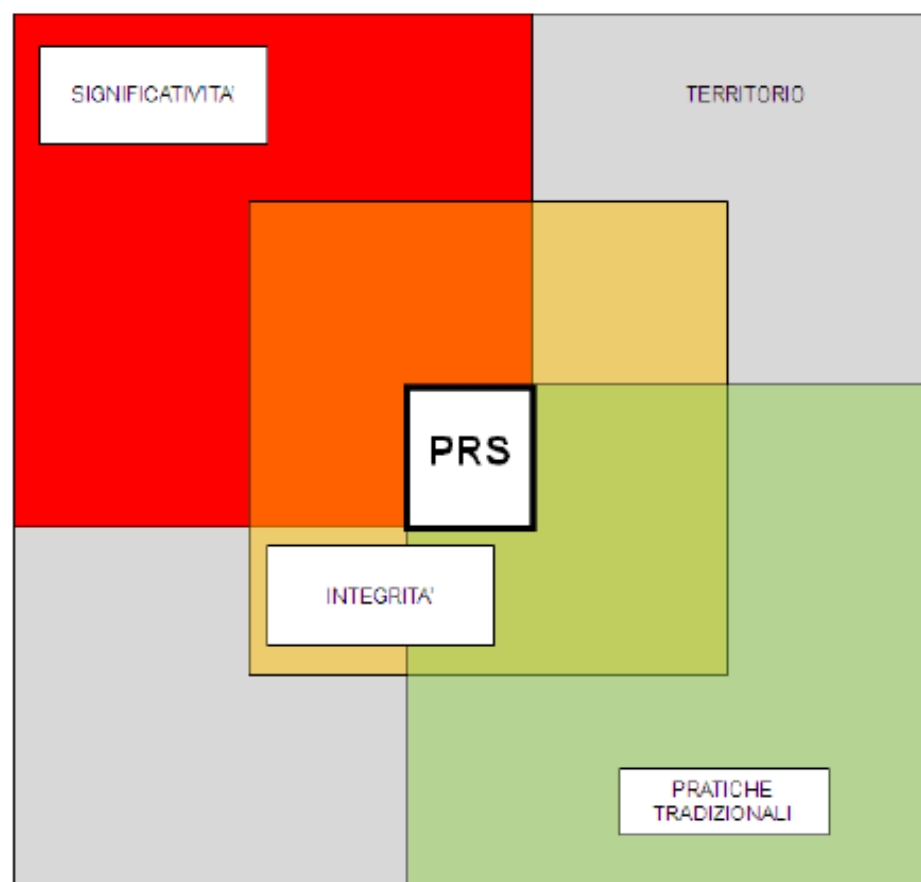 SIGNIFICATIVITA'
TERRITORIO
PRS
INTEGRITA'
PRATICHE
TRADIZIONALI